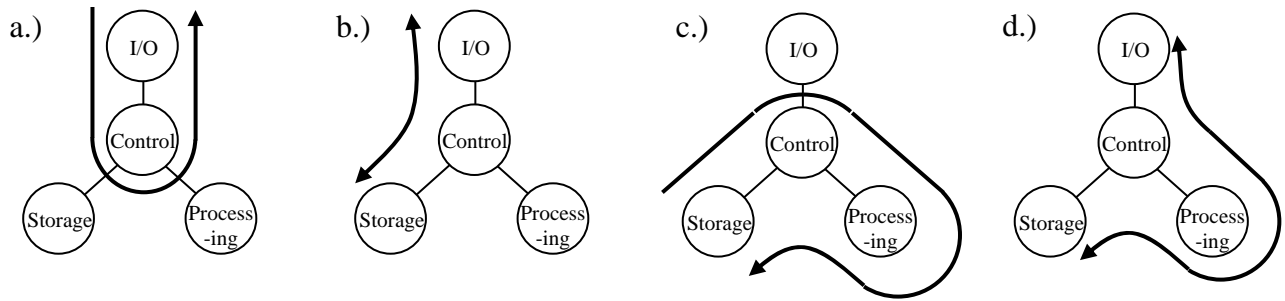 a.)
I/O
Control
Storage
Process
-ing
b.)
I/O
Control
Storage
Process
-ing
c.)
I/O
Control
Storage
Process
-ing
d.)
I/O
Control
Storage
Process
-ing